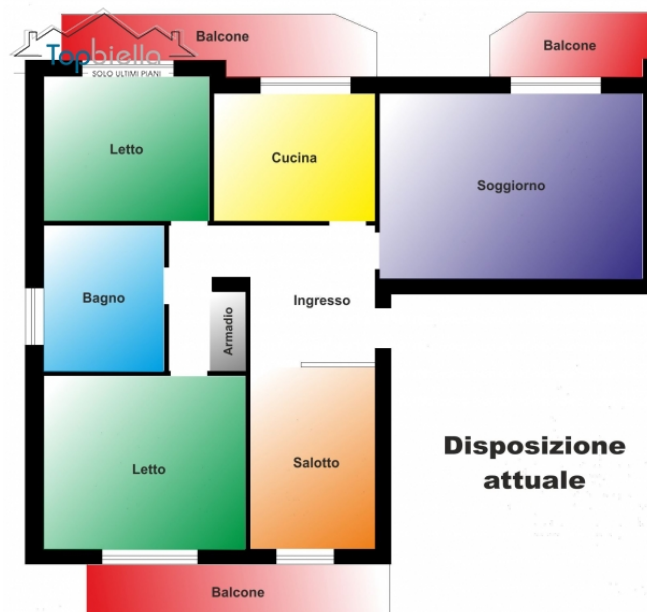 Balcone
Balcone
Topbiella
SOLO ULTIMI PIANI
Letto
Cucina
Soggiorno
Bagno
Armadio
Ingresso
Letto
Salotto
Disposizione
attuale
Balcone